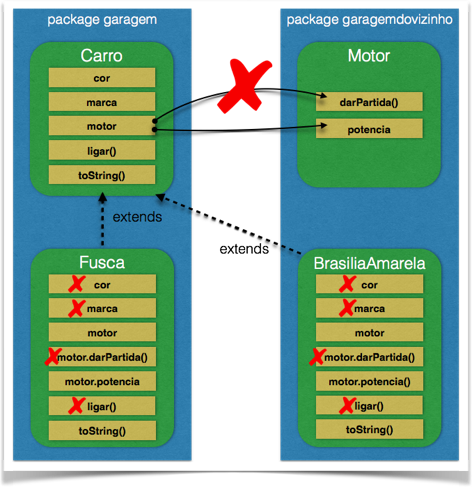 package garagem
package garagemdovizinho
Carro
cor
marca
motor
ligar()
toString()
Motor
darPartida()
potencia
extends
extends
Fusca
cor
marca
motor
motor.darPartida()
motor.potencia
ligar()
toString()
BrasiliaAmarela
cor
marca
motor
motor.darPartida()
motor.potencia()
ligar()
toString()